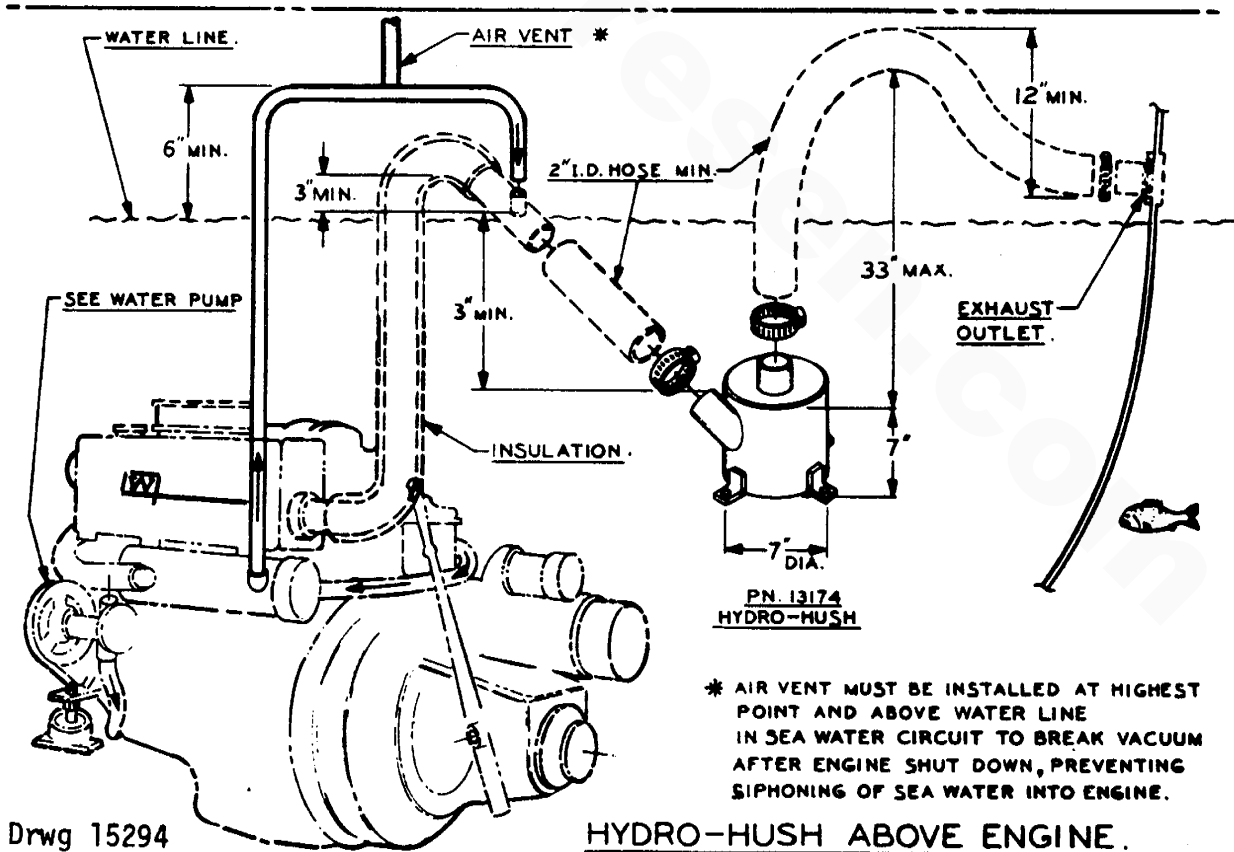 WATER LINE.
AIR VENT *
6" MIN.
12" MIN.
3" MIN.
2" I.D. HOSE MIN.
33" MAX.
SEE WATER PUMP
3" MIN.
EXHAUST
OUTLET.
INSULATION.
W
7"
7" DIA.
PN. 13174
HYDRO-HUSH
* AIR VENT MUST BE INSTALLED AT HIGHEST
POINT AND ABOVE WATER LINE
IN SEA WATER CIRCUIT TO BREAK VACUUM
AFTER ENGINE SHUT DOWN, PREVENTING
SIPHONING OF SEA WATER INTO ENGINE.
Drwg 15294
HYDRO-HUSH ABOVE ENGINE.